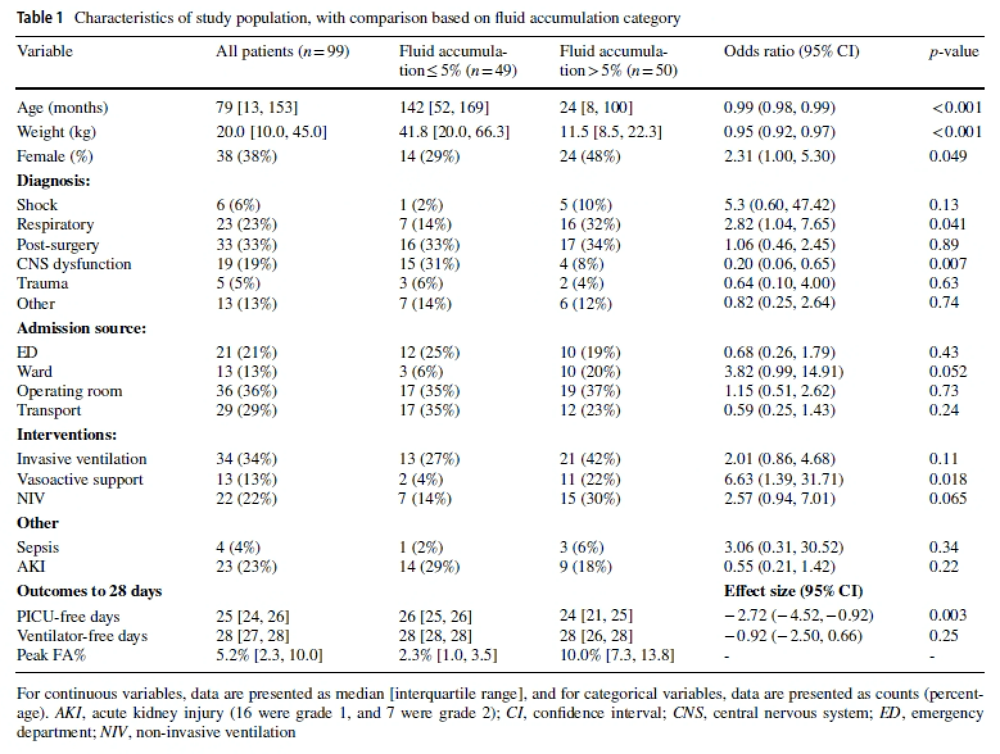 Table 1 Characteristics of study population, with comparison based on fluid accumulation category
Variable All patients (n=99) Fluid accumula-tion≤5% (n=49) Fluid accumula-tion>5% (n=50) Odds ratio (95% CI) p-value
Age (months) 79 [13, 153] 142 [52, 169] 24 [8, 100] 0.99 (0.98, 0.99) <0.001
Weight (kg) 20.0 [10.0, 45.0] 41.8 [20.0, 66.3] 11.5 [8.5, 22.3] 0.95 (0.92, 0.97) <0.001
Female (%) 38 (38%) 14 (29%) 24 (48%) 2.31 (1.00, 5.30) 0.049
Diagnosis:
Shock 6 (6%) 1 (2%) 5 (10%) 5.3 (0.60, 47.42) 0.13
Respiratory 23 (23%) 7 (14%) 16 (32%) 2.82 (1.04, 7.65) 0.041
Post-surgery 33 (33%) 16 (33%) 17 (34%) 1.06 (0.46, 2.45) 0.89
CNS dysfunction 19 (19%) 15 (31%) 4 (8%) 0.20 (0.06, 0.65) 0.007
Trauma 5 (5%) 3 (6%) 2 (4%) 0.64 (0.10, 4.00) 0.63
Other 13 (13%) 7 (14%) 6 (12%) 0.82 (0.25, 2.64) 0.74
Admission source:
ED 21 (21%) 12 (25%) 10 (19%) 0.68 (0.26, 1.79) 0.43
Ward 13 (13%) 3 (6%) 10 (20%) 3.82 (0.99, 14.91) 0.052
Operating room 36 (36%) 17 (35%) 19 (37%) 1.15 (0.51, 2.62) 0.73
Transport 29 (29%) 17 (35%) 12 (23%) 0.59 (0.25, 1.43) 0.24
Interventions:
Invasive ventilation 34 (34%) 13 (27%) 21 (42%) 2.01 (0.86, 4.68) 0.11
Vasoactive support 13 (13%) 2 (4%) 11 (22%) 6.63 (1.39, 31.71) 0.018
NIV 22 (22%) 7 (14%) 15 (30%) 2.57 (0.94, 7.01) 0.065
Other
Sepsis 4 (4%) 1 (2%) 3 (6%) 3.06 (0.31, 30.52) 0.34
AKI 23 (23%) 14 (29%) 9 (18%) 0.55 (0.21, 1.42) 0.22
Outcomes to 28 days Effect size (95% CI)
PICU-free days 25 [24, 26] 26 [25, 26] 24 [21, 25] −2.72 (−4.52, −0.92) 0.003
Ventilator-free days 28 [27, 28] 28 [28, 28] 28 [26, 28] −0.92 (−2.50, 0.66) 0.25
Peak FA% 5.2% [2.3, 10.0] 2.3% [1.0, 3.5] 10.0% [7.3, 13.8] - -
For continuous variables, data are presented as median [interquartile range], and for categorical variables, data are presented as counts (percent-
age). AKI, acute kidney injury (16 were grade 1, and 7 were grade 2); CI, confidence interval; CNS, central nervous system; ED, emergency
department; NIV, non-invasive ventilation